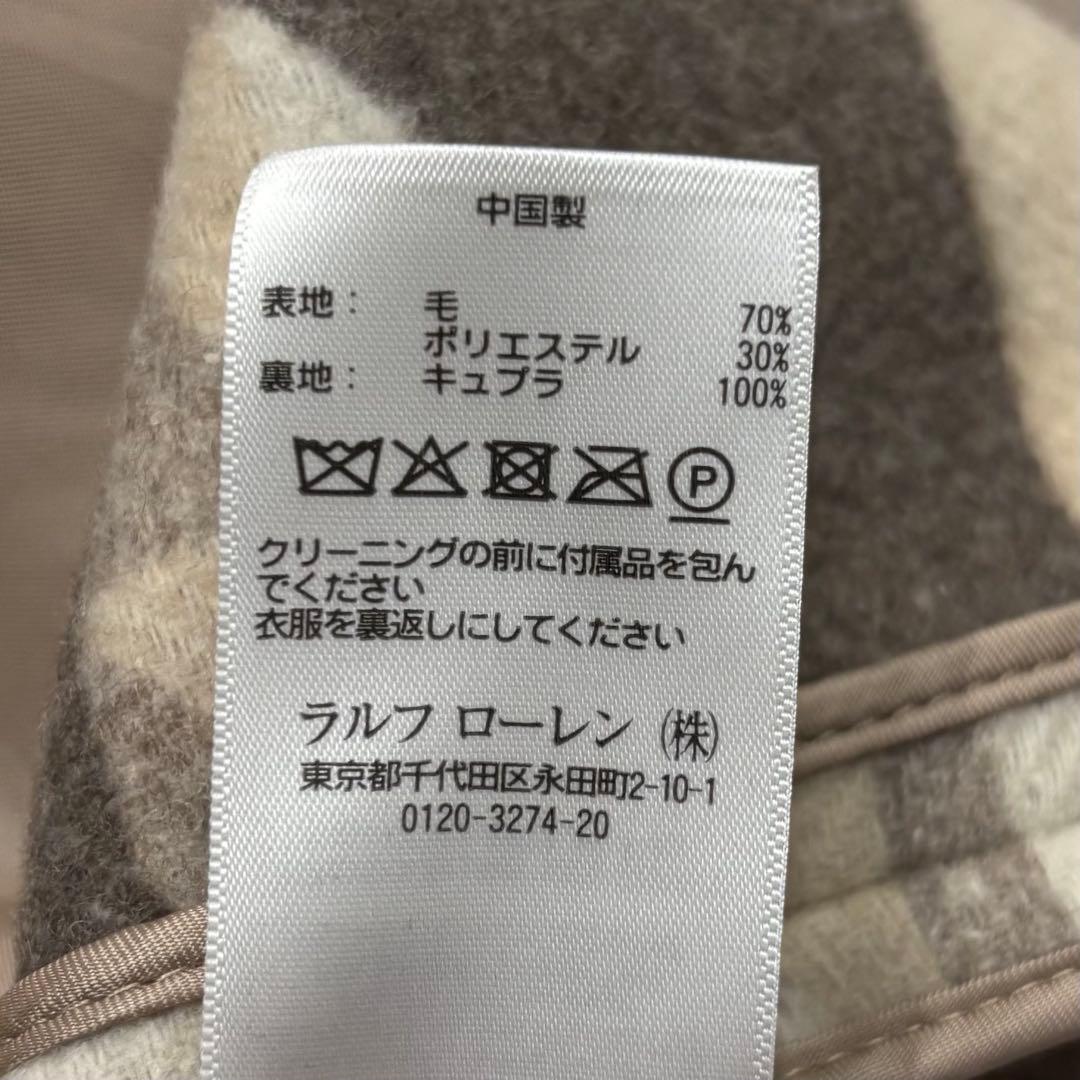 中国製
表地： 毛 70%
ポリエステル 30%
裏地： キュプラ 100%
P
クリーニングの前に付属品を包ん
でください
衣服を裏返しにしてください
ラルフ ローレン (株)
東京都千代田区永田町2-10-1
0120-3274-20